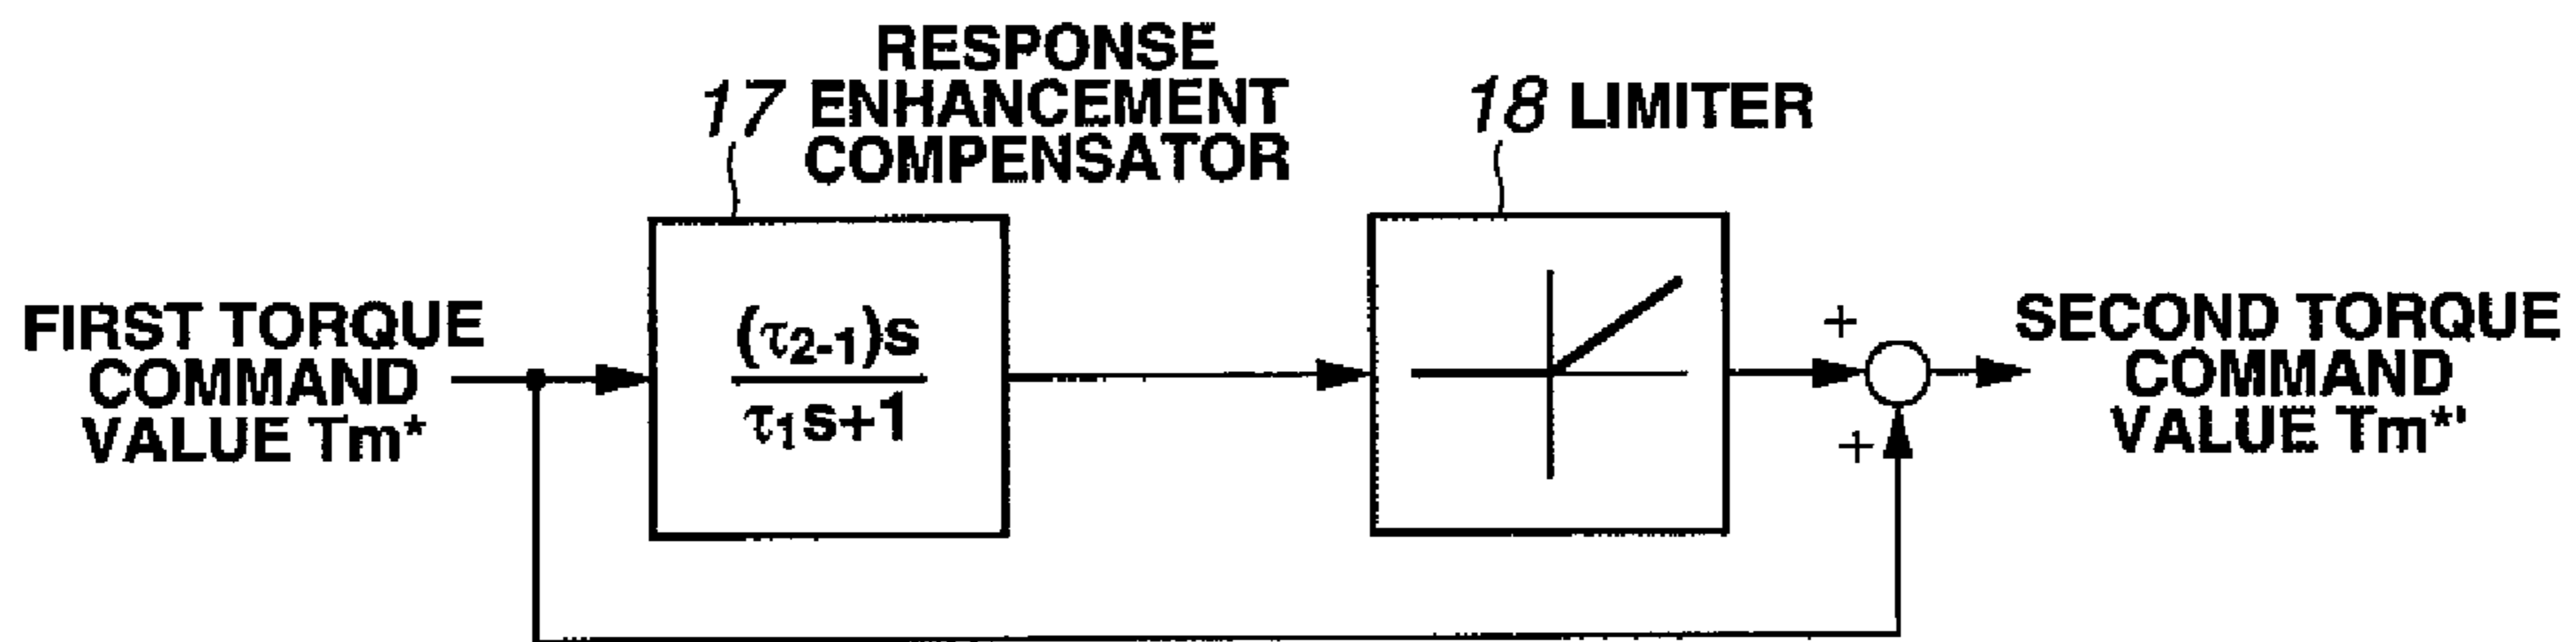 RESPONSE
17 ENHANCEMENT
COMPENSATOR
18 LIMITER
FIRST TORQUE
COMMAND
VALUE Tm*
(τ2-1)s
τ1s+1
+
+
SECOND TORQUE
COMMAND
VALUE Tm*'